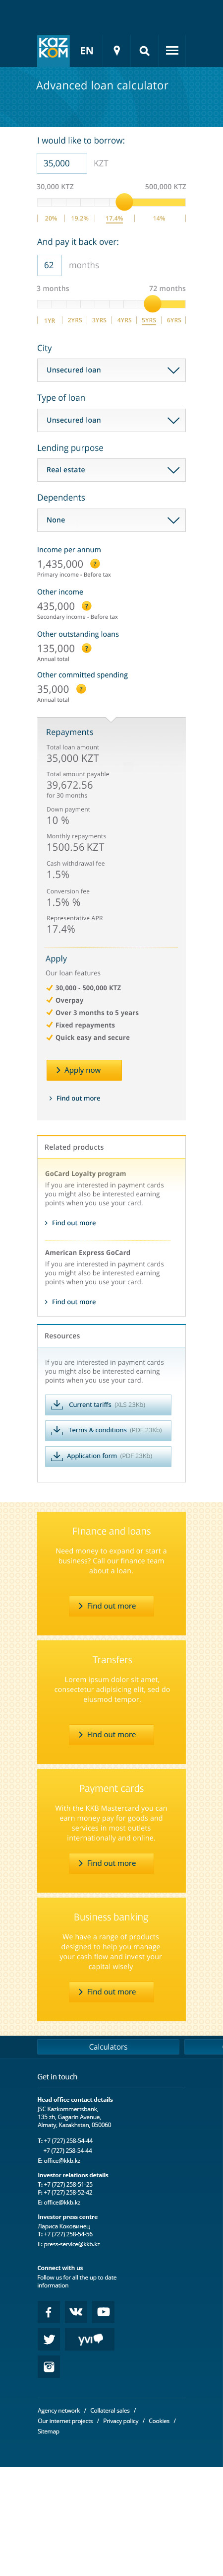 KAZ
KOM
EN
Advanced loan calculator
I would like to borrow:
35,000 KZT
30,000 KTZ 500,000 KTZ
20% 19.2% 17.4% 14%
And pay it back over:
62 months
3 months 72 months
1YR 2YRS 3YRS 4YRS 5YRS 6YRS
City
Unsecured loan
Type of loan
Unsecured loan
Lending purpose
Real estate
Dependents
None
Income per annum
1,435,000 ?
Primary income - Before tax
Other income
435,000 ?
Secondary income - Before tax
Other outstanding loans
135,000 ?
Annual total
Other committed spending
35,000 ?
Annual total
Repayments
Total loan amount
35,000 KZT
Total amount payable
39,672.56
for 30 months
Down payment
10 %
Monthly repayments
1500.56 KZT
Cash withdrawal fee
1.5%
Conversion fee
1.5% %
Representative APR
17.4%
Apply
Our loan features
30,000 - 500,000 KTZ
Overpay
Over 3 months to 5 years
Fixed repayments
Quick easy and secure
Apply now
Find out more
Related products
GoCard Loyalty program
If you are interested in payment cards
you might also be interested earning
points when you use your card.
Find out more
American Express GoCard
If you are interested in payment cards
you might also be interested earning
points when you use your card.
Find out more
Resources
If you are interested in payment cards
you might also be interested earning
points when you use your card.
Current tariffs (XLS 23Kb)
Terms & conditions (PDF 23Kb)
Application form (PDF 23Kb)
Finance and loans
Need money to expand or start a
business? Call our finance team
about a loan.
Find out more
Transfers
Lorem ipsum dolor sit amet,
consectetur adipisicing elit, sed do
eiusmod tempor.
Find out more
Payment cards
With the KKB Mastercard you can
earn money pay for goods and
services in most outlets
internationally and online.
Find out more
Business banking
We have a range of products
designed to help you manage
your cash flow and invest your
capital wisely
Find out more
Calculators
Get in touch
Head office contact details
JSC Kazkommertsbank,
135 zh, Gagarin Avenue,
Almaty, Kazakhstan, 050060
T: +7 (727) 258-54-44
+7 (727) 258-54-44
E: office@kkb.kz
Investor relations details
T: +7 (727) 258-51-25
F: +7 (727) 258-52-42
E: office@kkb.kz
Investor press centre
Лариса Коковинец
T: +7 (727) 258-54-56
E: press-service@kkb.kz
Connect with us
Follow us for all the up to date
information
yvi
Agency network / Collateral sales /
Our internet projects / Privacy policy / Cookies /
Sitemap